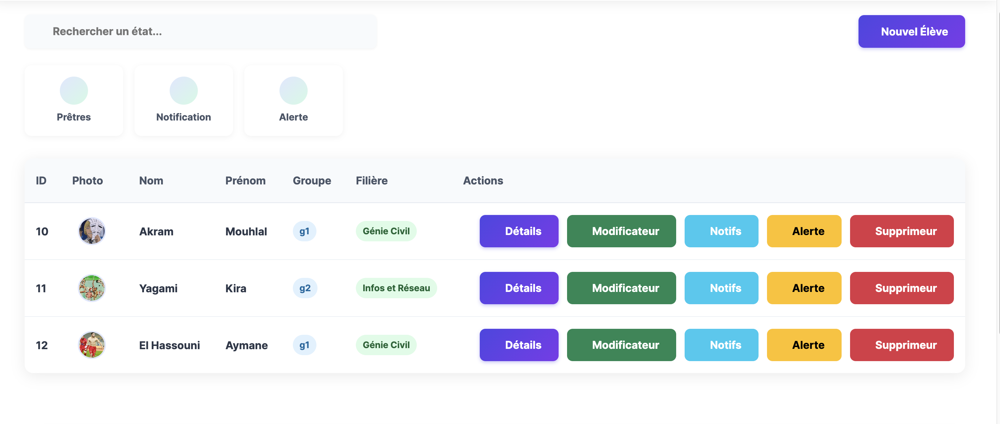 Rechercher un état...
Nouvel Élève
Prêtres
Notification
Alerte
ID Photo Nom Prénom Groupe Filière Actions
10 Akram Mouhlal g1 Génie Civil Détails Modificateur Notifs Alerte Supprimeur
11 Yagami Kira g2 Infos et Réseau Détails Modificateur Notifs Alerte Supprimeur
12 El Hassouni Aymane g1 Génie Civil Détails Modificateur Notifs Alerte Supprimeur